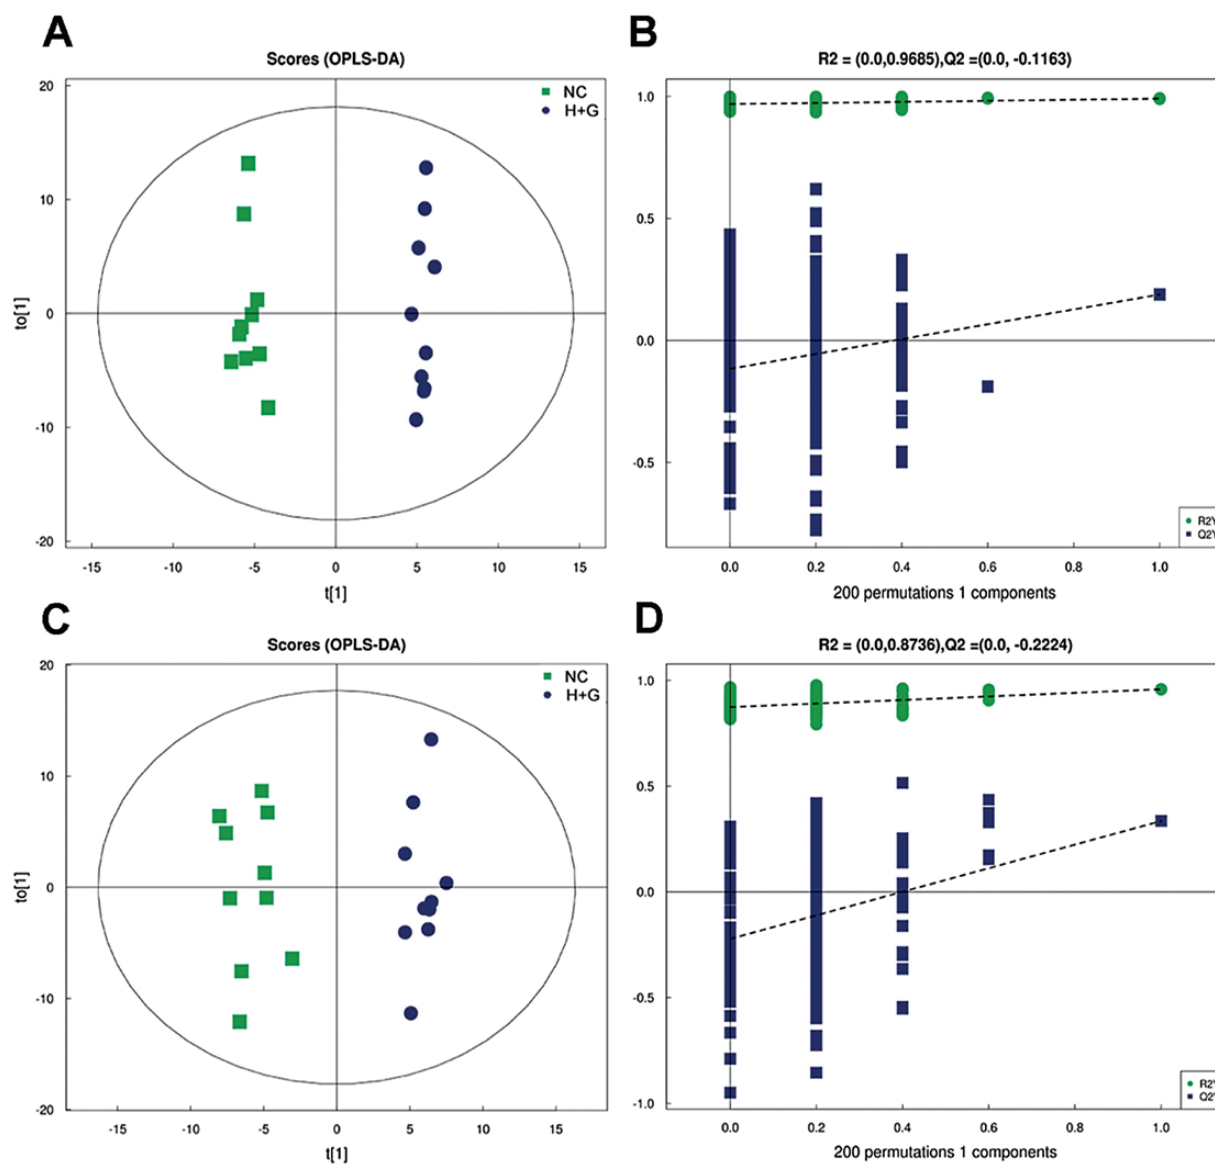 A
Scores (OPLS-DA)
NC
H+G
20
10
0
-10
-20
to[1]
-15 -10 -5 0 5 10 15
t[1]
B
R2 = (0.0,0.9685),Q2 =(0.0, -0.1163)
1.0
0.5
0.0
-0.5
R2Y
Q2Y
0.0 0.2 0.4 0.6 0.8 1.0
200 permutations 1 components
C
Scores (OPLS-DA)
NC
H+G
20
10
0
-10
-20
to[1]
-15 -10 -5 0 5 10 15
t[1]
D
R2 = (0.0,0.8736),Q2 =(0.0, -0.2224)
1.0
0.5
0.0
-0.5
-1.0
R2Y
Q2Y
0.0 0.2 0.4 0.6 0.8 1.0
200 permutations 1 components